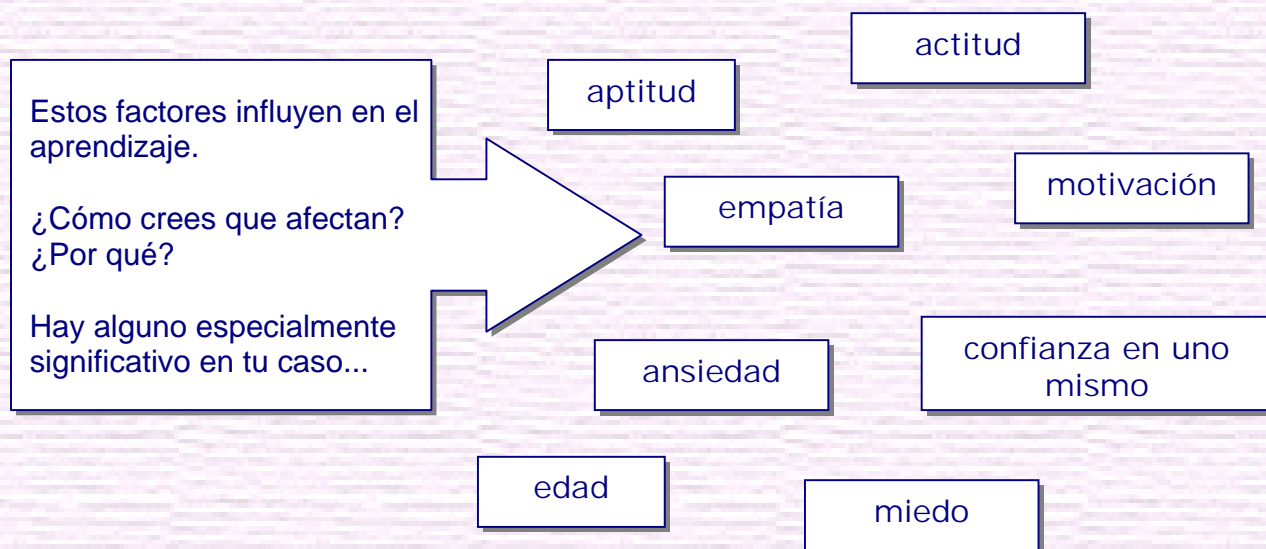 Estos factores influyen en el
aprendizaje.
¿Cómo crees que afectan?
¿Por qué?
Hay alguno especialmente
significativo en tu caso...
actitud
aptitud
motivación
empatía
confianza en uno
mismo
ansiedad
edad
miedo